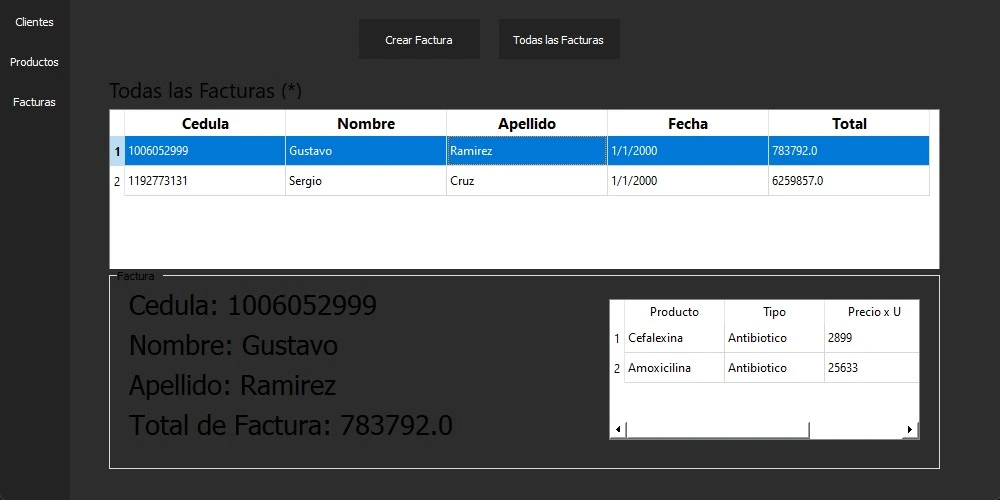 Clientes
Productos
Facturas
Crear Factura
Todas las Facturas
Todas las Facturas (*)
Cedula Nombre Apellido Fecha Total
1 1006052999 Gustavo Ramirez 1/1/2000 783792.0
2 1192773131 Sergio Cruz 1/1/2000 6259857.0
Factura
Cedula: 1006052999
Nombre: Gustavo
Apellido: Ramirez
Total de Factura: 783792.0
Producto Tipo Precio x U
1 Cefalexina Antibiotico 2899
2 Amoxicilina Antibiotico 25633